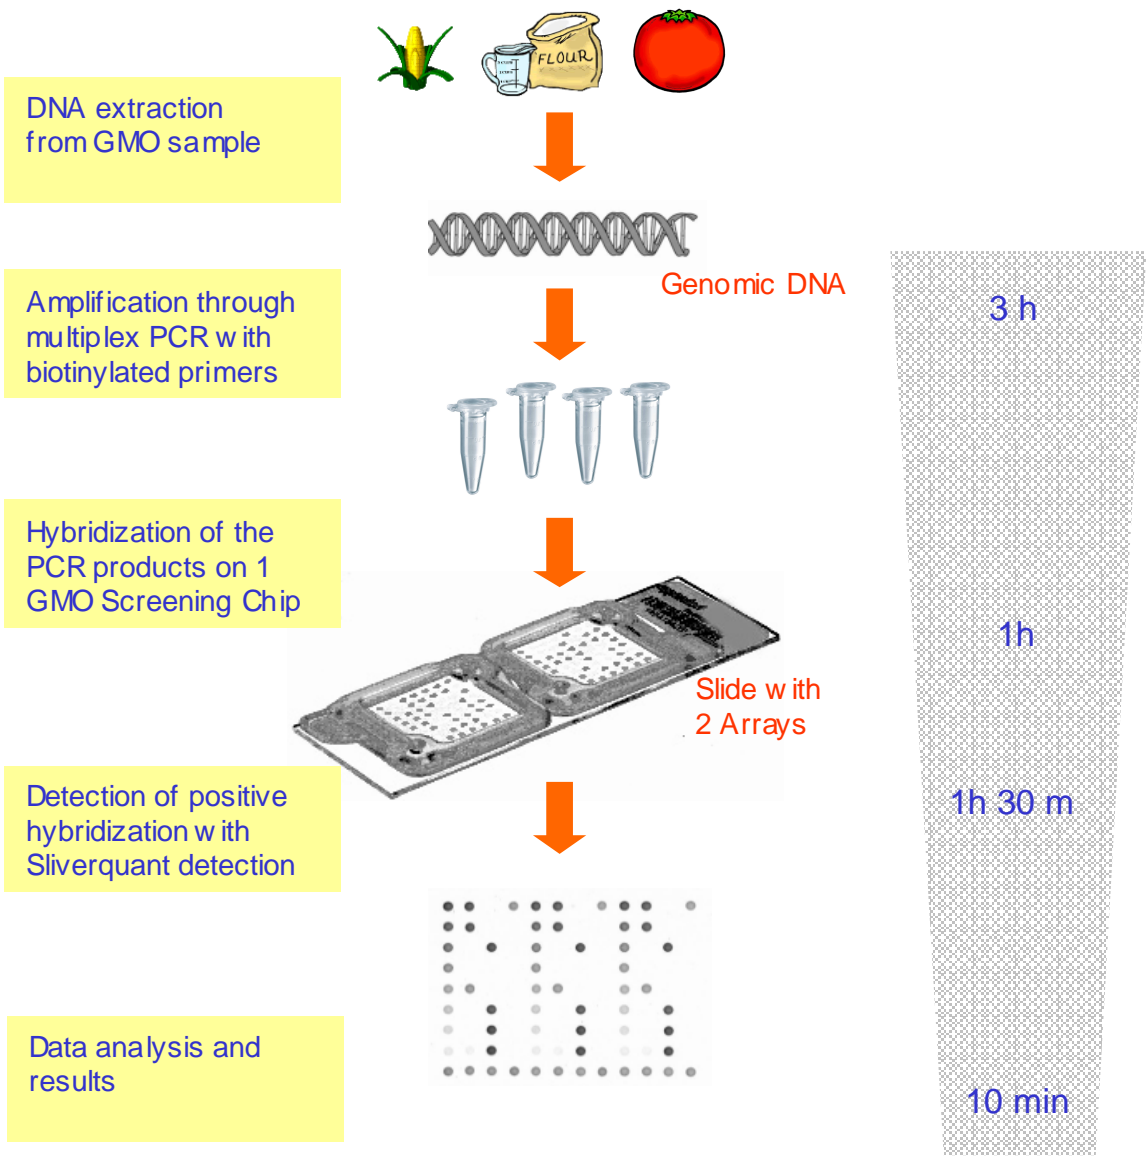 FLOUR
DNA extraction
from GMO sample
Genomic DNA
Amplification through
multiplex PCR with
biotinylated primers
3 h
Hybridization of the
PCR products on 1
GMO Screening Chip
1h
Slide with
2 Arrays
Detection of positive
hybridization with
Sliverquant detection
1h 30 m
Data analysis and
results
10 min